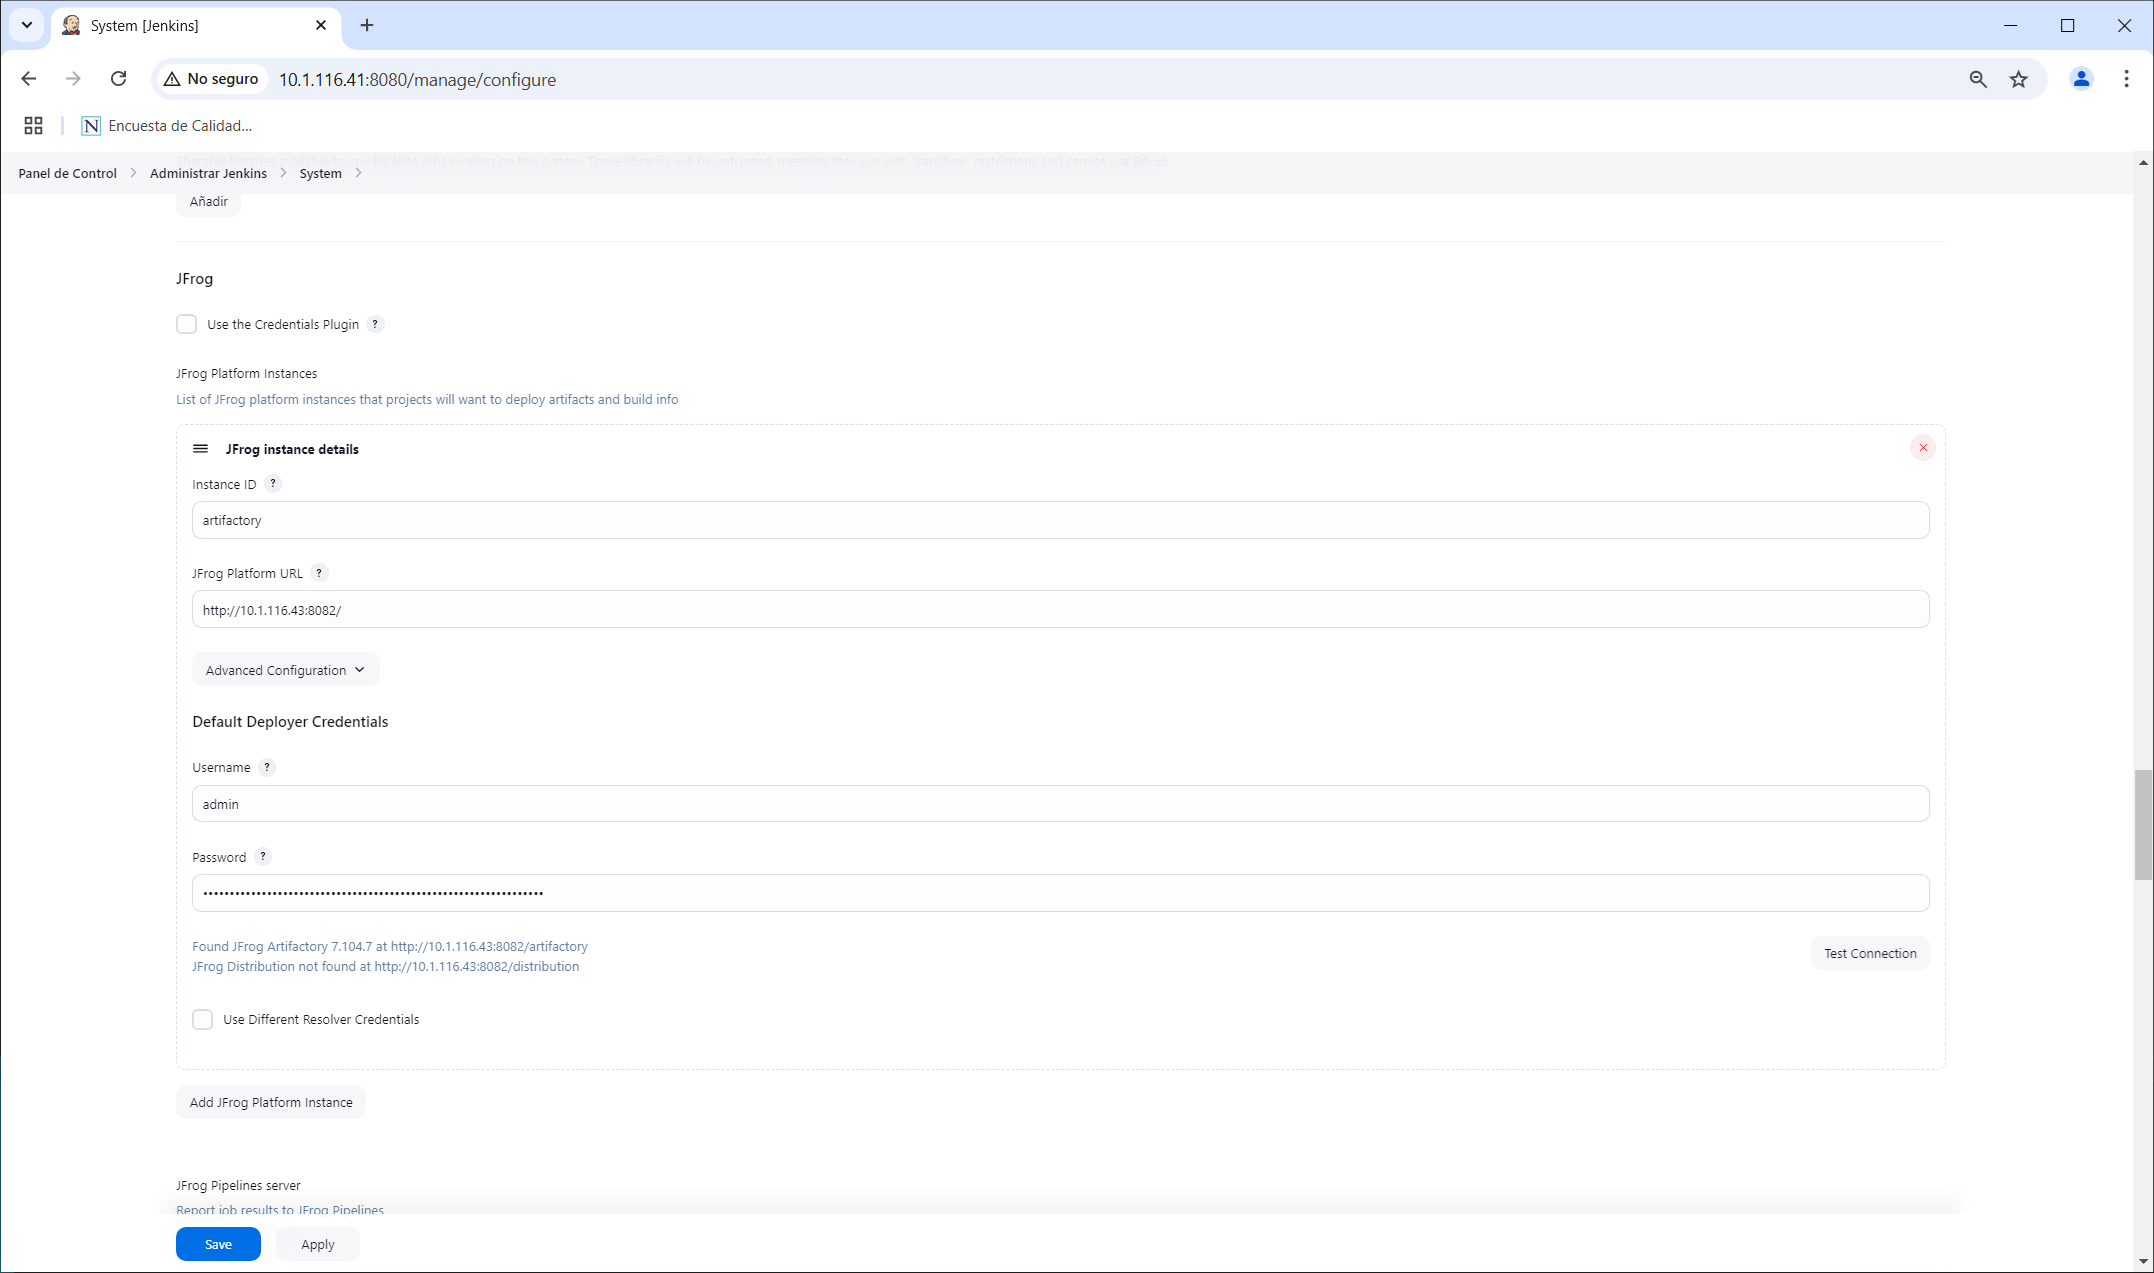 System [Jenkins]
No seguro
10.1.116.41:8080/manage/configure
Encuesta de Calidad...
Sharable libraries available to any Pipeline jobs running on this system. These libraries will be untrusted, meaning they run with "sandbox" restrictions and cannot use @Grab.
Panel de Control
Administrar Jenkins
System
Añadir
JFrog
Use the Credentials Plugin ?
JFrog Platform Instances
List of JFrog platform instances that projects will want to deploy artifacts and build info
JFrog instance details
Instance ID ?
artifactory
JFrog Platform URL ?
http://10.1.116.43:8082/
Advanced Configuration
Default Deployer Credentials
Username ?
admin
Password ?
Found JFrog Artifactory 7.104.7 at http://10.1.116.43:8082/artifactory
JFrog Distribution not found at http://10.1.116.43:8082/distribution
Test Connection
Use Different Resolver Credentials
Add JFrog Platform Instance
JFrog Pipelines server
Report job results to JFrog Pipelines
Save
Apply